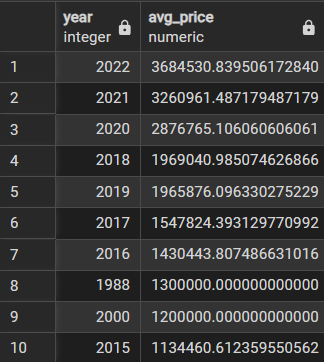 year integer avg_price numeric
1 2022 3684530.839506172840
2 2021 3260961.487179487179
3 2020 2876765.106060606061
4 2018 1969040.985074626866
5 2019 1965876.096330275229
6 2017 1547824.393129770992
7 2016 1430443.807486631016
8 1988 1300000.000000000000
9 2000 1200000.000000000000
10 2015 1134460.612359550562